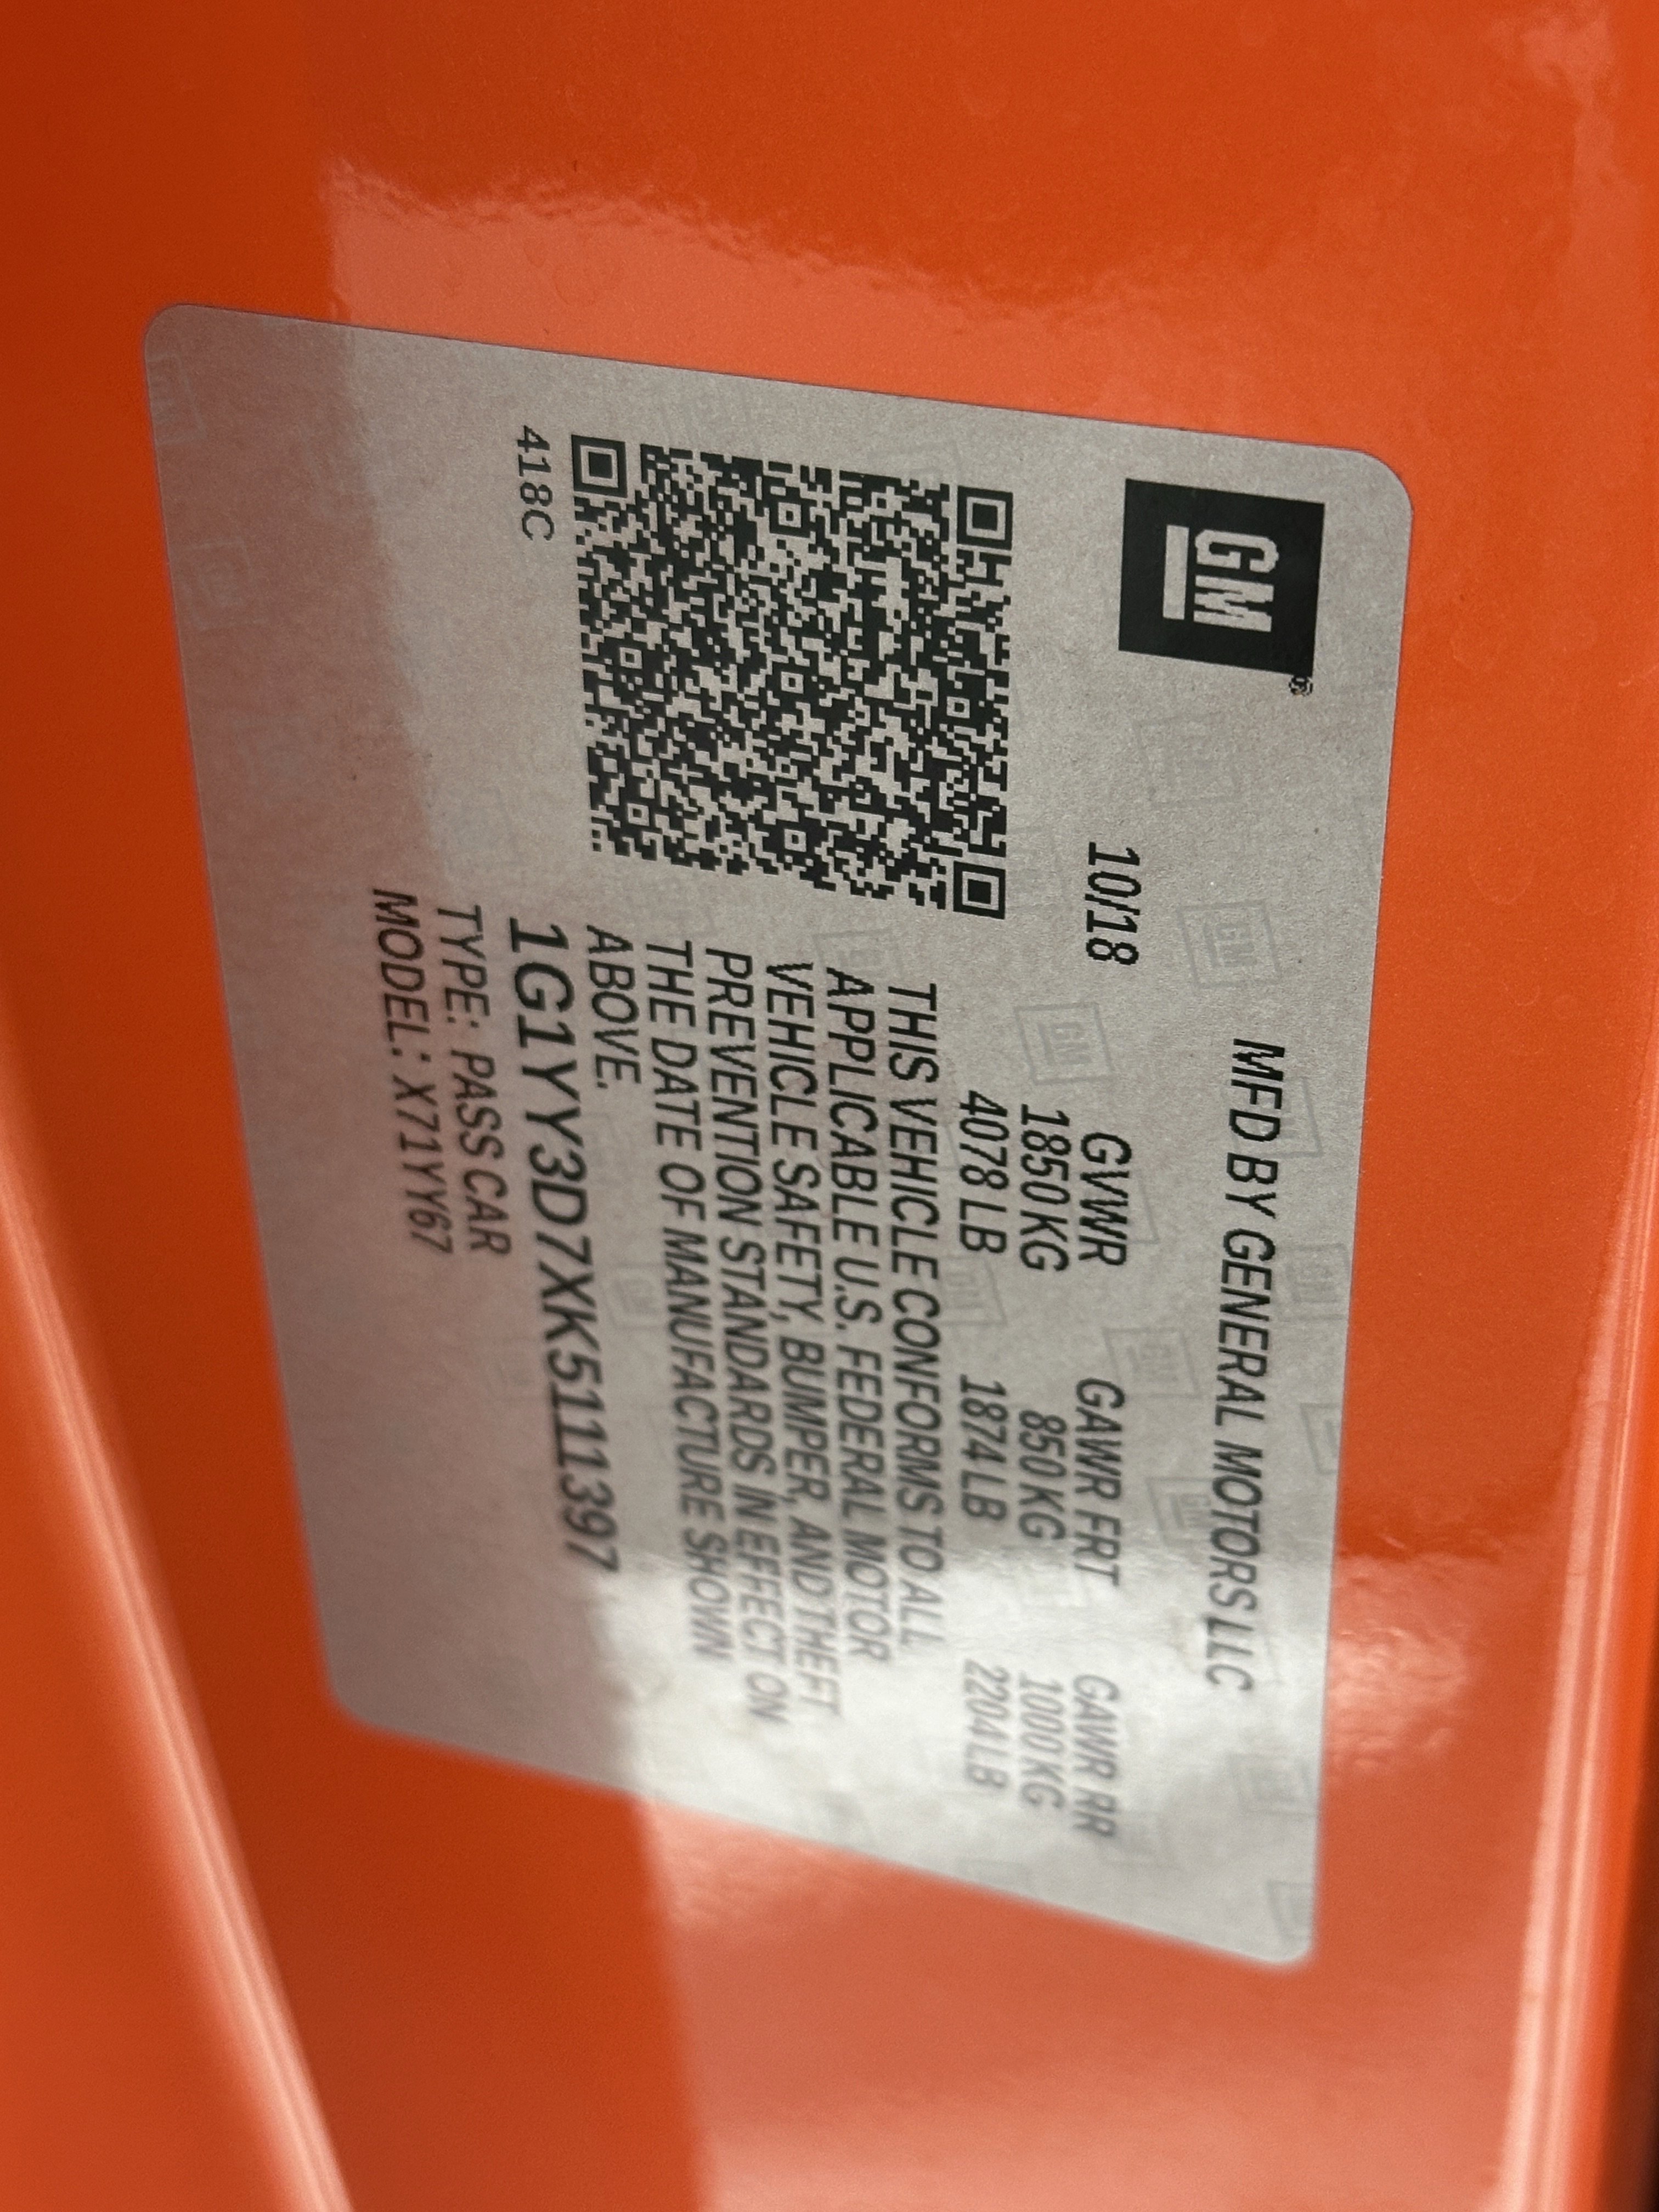 GM®
MFD BY GENERAL MOTORS LLC
10/18 GVWR GAWR FRT GAWR RR
1850 KG 850 KG 1000 KG
4078 LB 1874 LB 2204 LB
THIS VEHICLE CONFORMS TO ALL
APPLICABLE U.S. FEDERAL MOTOR
VEHICLE SAFETY, BUMPER, AND THEFT
PREVENTION STANDARDS IN EFFECT ON
THE DATE OF MANUFACTURE SHOWN
ABOVE.
1G1YY3D7XK5111397
418C
TYPE: PASS CAR
MODEL: X71YY67